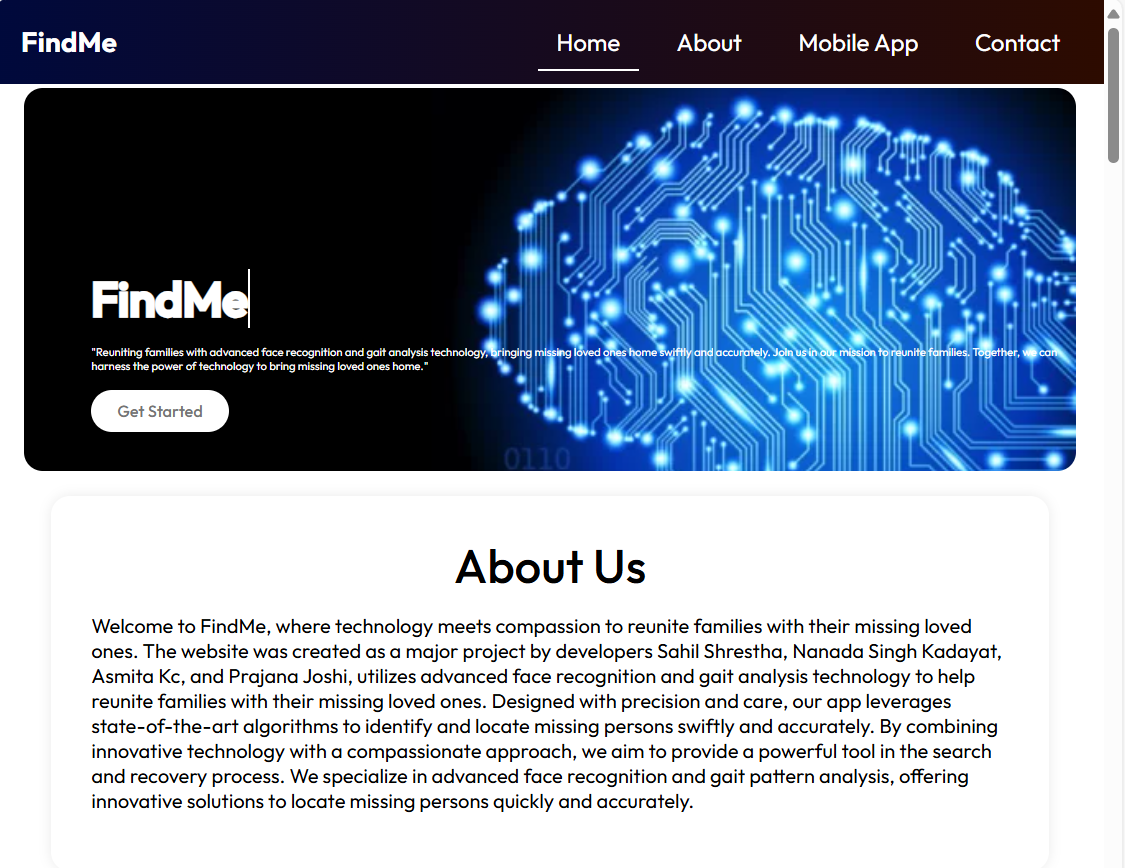 FindMe
Home About Mobile App Contact
FindMe
"Reuniting families with advanced face recognition and gait analysis technology, bringing missing loved ones home swiftly and accurately. Join us in our mission to reunite families. Together, we can
harness the power of technology to bring missing loved ones home."
Get Started
0110
About Us
Welcome to FindMe, where technology meets compassion to reunite families with their missing loved
ones. The website was created as a major project by developers Sahil Shrestha, Nanada Singh Kadayat,
Asmita Kc, and Prajana Joshi, utilizes advanced face recognition and gait analysis technology to help
reunite families with their missing loved ones. Designed with precision and care, our app leverages
state-of-the-art algorithms to identify and locate missing persons swiftly and accurately. By combining
innovative technology with a compassionate approach, we aim to provide a powerful tool in the search
and recovery process. We specialize in advanced face recognition and gait pattern analysis, offering
innovative solutions to locate missing persons quickly and accurately.